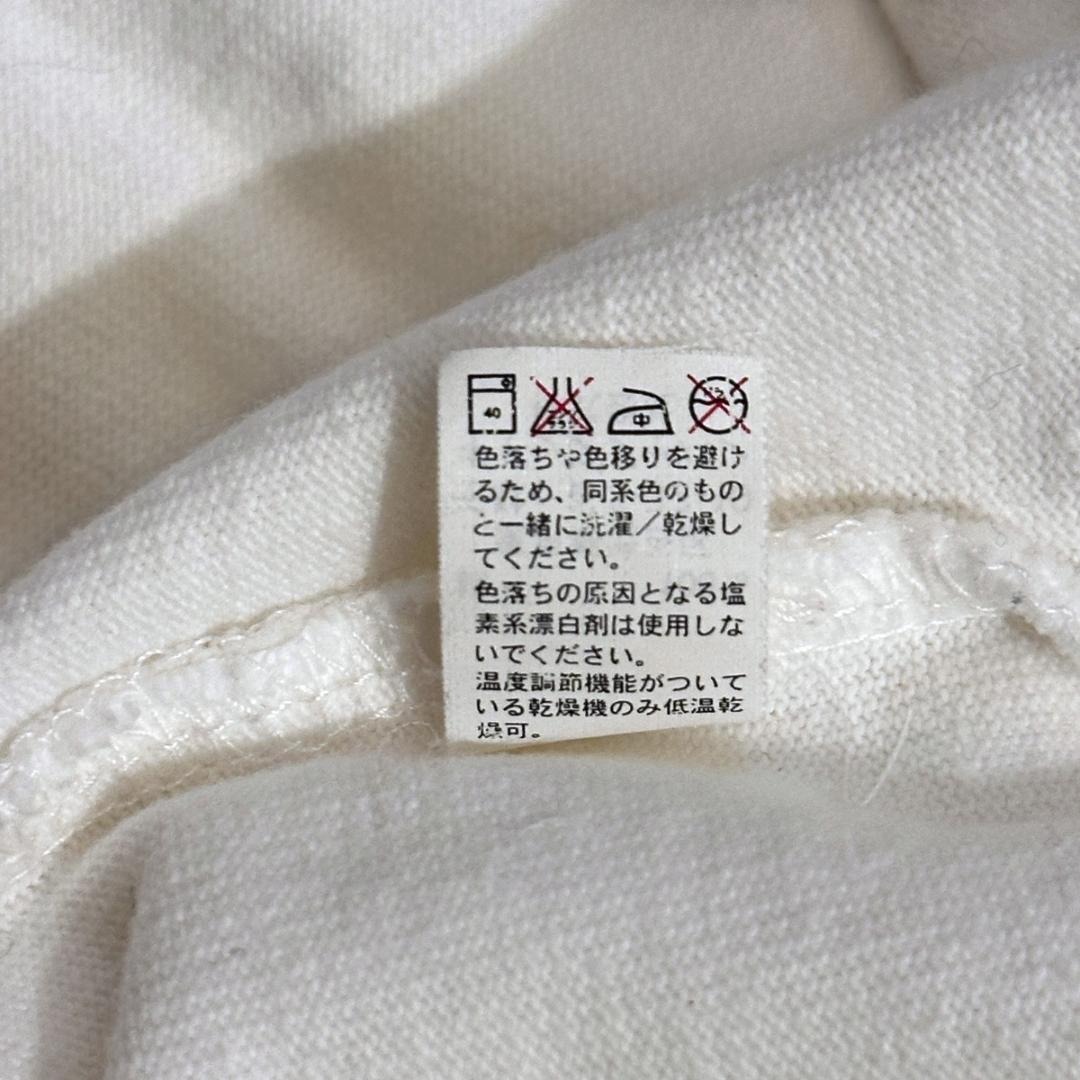 40
中
色落ちや色移りを避け
るため、同系色のもの
と一緒に洗濯／乾燥し
てください。
色落ちの原因となる塩
素系漂白剤は使用しな
いでください。
温度調節機能がついて
いる乾燥機のみ低温乾
燥可。